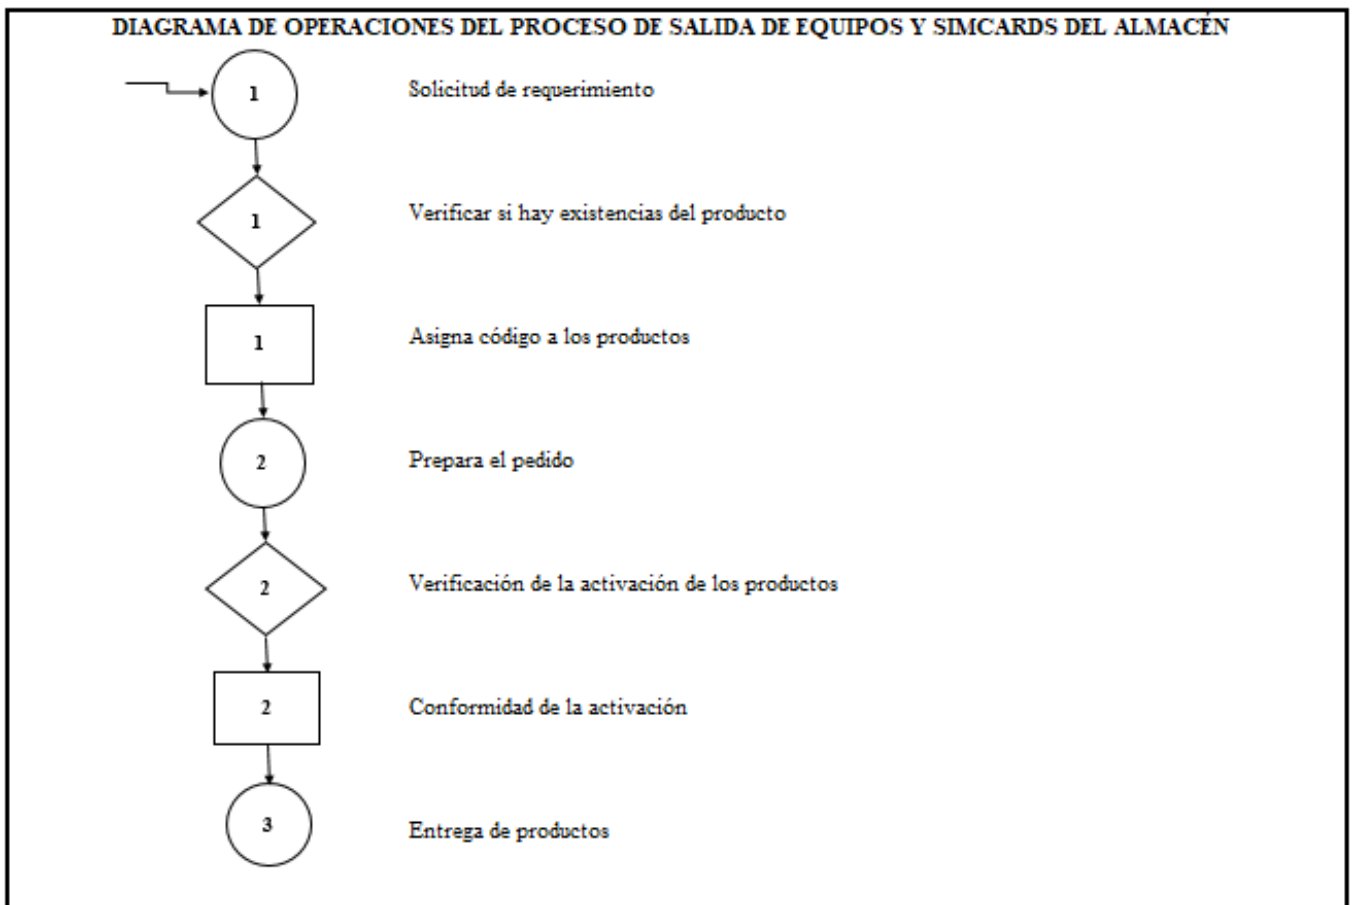 DIAGRAMA DE OPERACIONES DEL PROCESO DE SALIDA DE EQUIPOS Y SIMCARDS DEL ALMACÉN
1 Solicitud de requerimiento
1 Verificar si hay existencias del producto
1 Asigna código a los productos
2 Prepara el pedido
2 Verificación de la activación de los productos
2 Conformidad de la activación
3 Entrega de productos